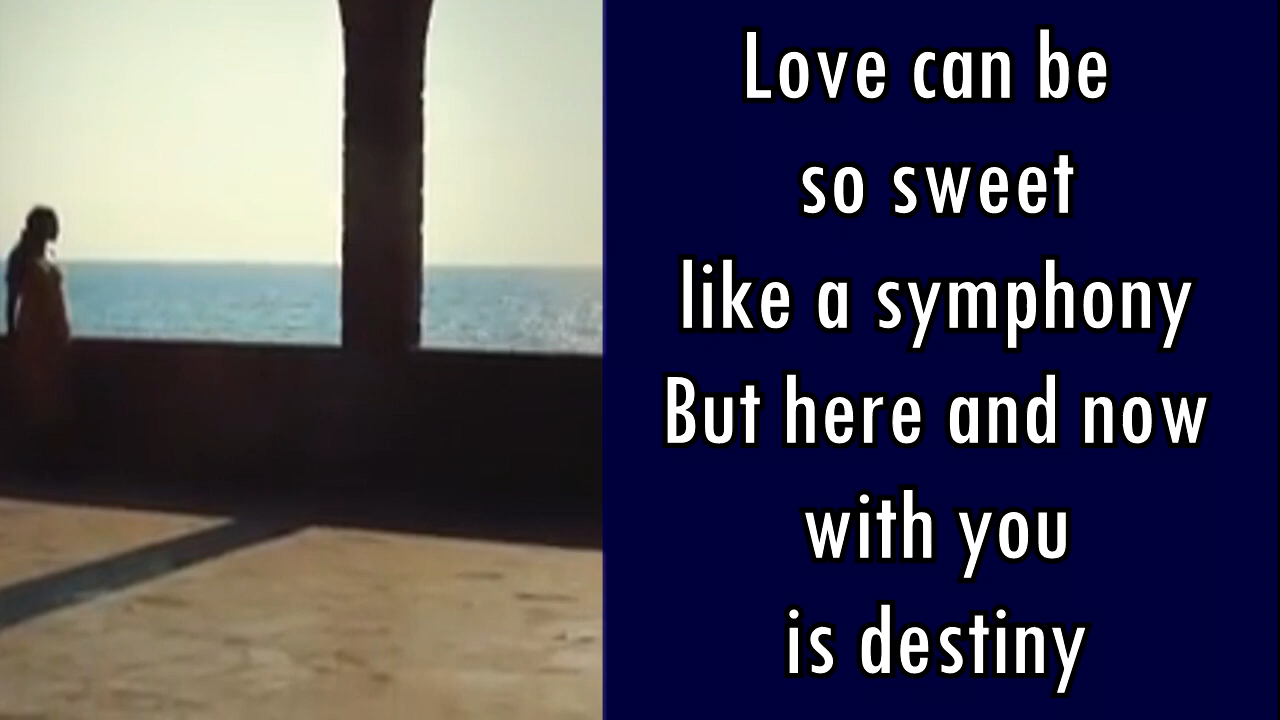 Love can be
so sweet
like a symphony
But here and now
with you
is destiny